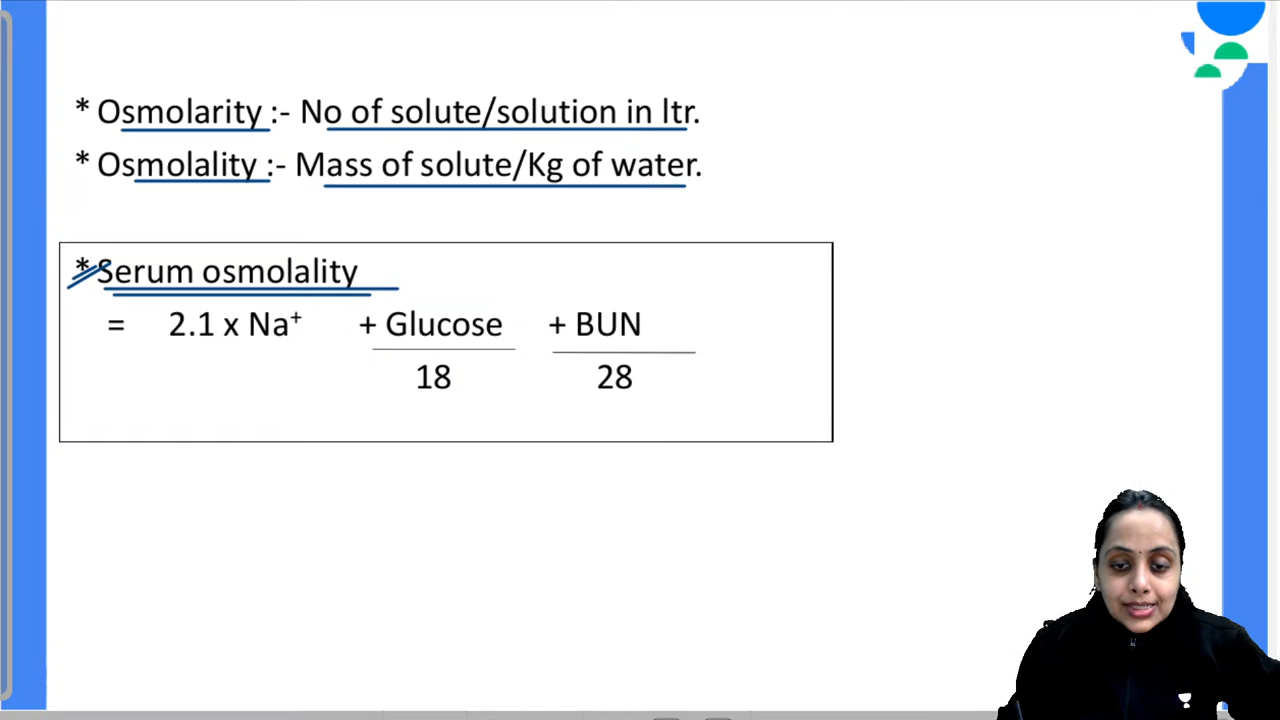 * Osmolarity :- No of solute/solution in ltr.
* Osmolality :- Mass of solute/Kg of water.
*Serum osmolality
= 2.1 x Na⁺ + Glucose + BUN
18 28